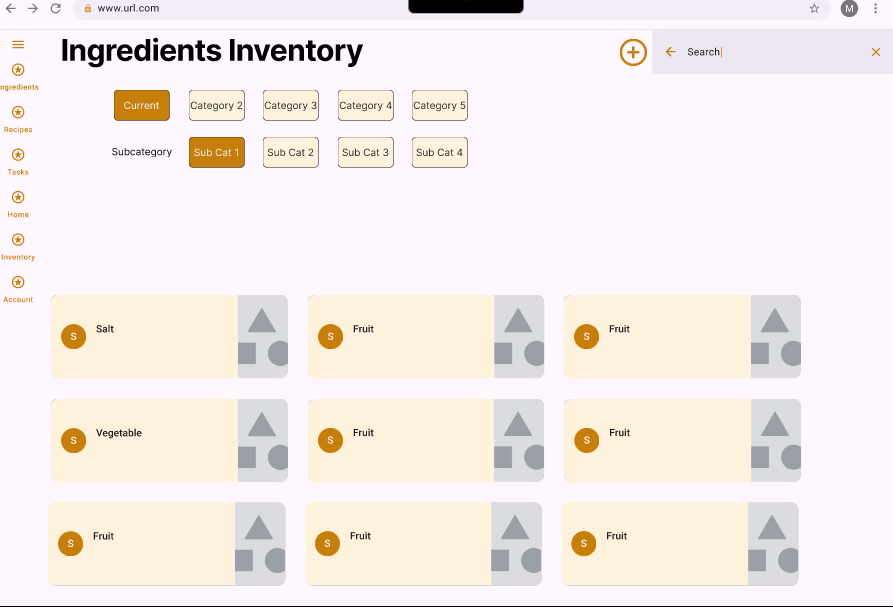 www.url.com
M
Ingredients Inventory
Search
ngredients
Recipes
Tasks
Home
Inventory
Account
Current
Category 2
Category 3
Category 4
Category 5
Subcategory
Sub Cat 1
Sub Cat 2
Sub Cat 3
Sub Cat 4
S
Salt
S
Fruit
S
Fruit
S
Vegetable
S
Fruit
S
Fruit
S
Fruit
S
Fruit
S
Fruit